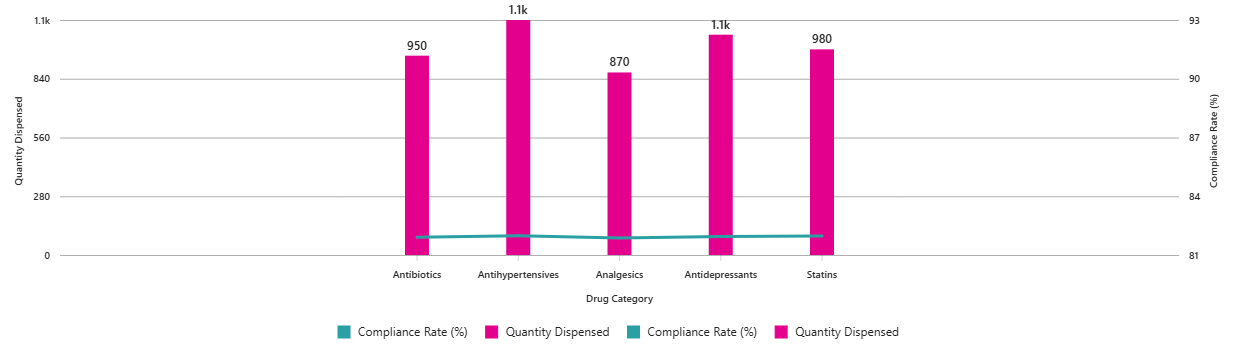 1.1k
1.1k
93
1.1k
980
950
870
840
90
560
87
280
84
0
81
Quantity Dispensed
Compliance Rate (%)
Antibiotics Antihypertensives Analgesics Antidepressants Statins
Drug Category
Compliance Rate (%) Quantity Dispensed Compliance Rate (%) Quantity Dispensed